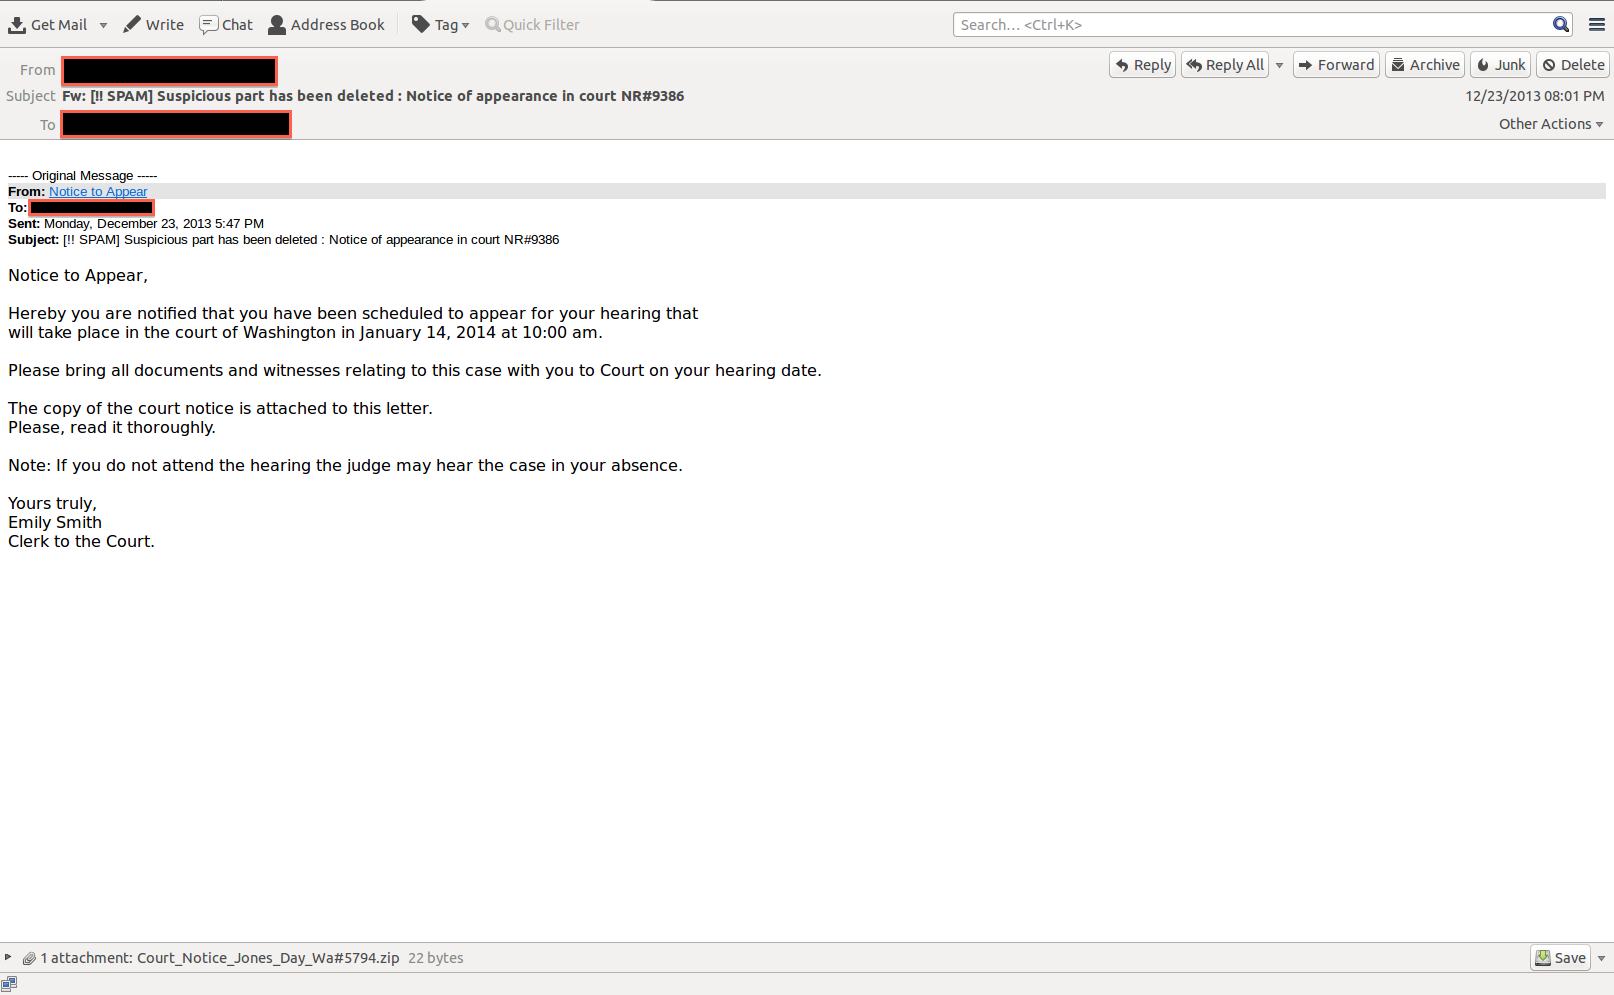 Get Mail Write Chat Address Book Tag Quick Filter Search... <Ctrl+K>
From Reply Reply All Forward Archive Junk Delete
Subject Fw: [!! SPAM] Suspicious part has been deleted : Notice of appearance in court NR#9386 12/23/2013 08:01 PM
To Other Actions
----- Original Message -----
From: Notice to Appear
To:
Sent: Monday, December 23, 2013 5:47 PM
Subject: [!! SPAM] Suspicious part has been deleted : Notice of appearance in court NR#9386
Notice to Appear,
Hereby you are notified that you have been scheduled to appear for your hearing that
will take place in the court of Washington in January 14, 2014 at 10:00 am.
Please bring all documents and witnesses relating to this case with you to Court on your hearing date.
The copy of the court notice is attached to this letter.
Please, read it thoroughly.
Note: If you do not attend the hearing the judge may hear the case in your absence.
Yours truly,
Emily Smith
Clerk to the Court.
1 attachment: Court_Notice_Jones_Day_Wa#5794.zip 22 bytes Save